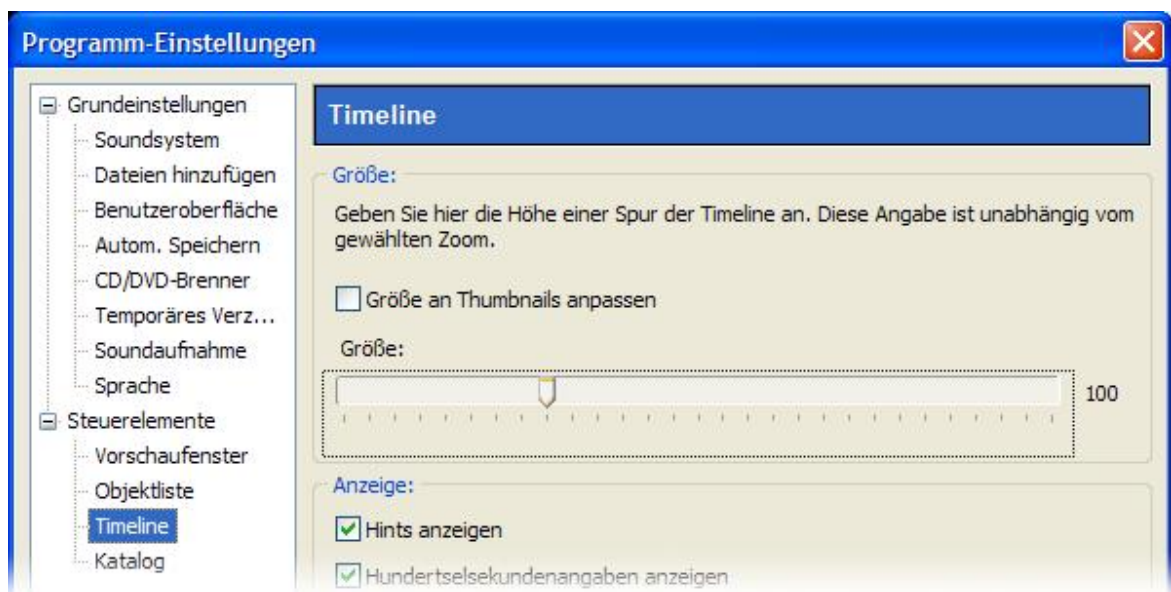 Programm-Einstellungen
Grundeinstellungen
Soundsystem
Dateien hinzufügen
Benutzeroberfläche
Autom. Speichern
CD/DVD-Brenner
Temporäres Verz...
Soundaufnahme
Sprache
Steuerelemente
Vorschaufenster
Objektliste
Timeline
Katalog
Timeline
Größe:
Geben Sie hier die Höhe einer Spur der Timeline an. Diese Angabe ist unabhängig vom
gewählten Zoom.
Größe an Thumbnails anpassen
Größe:
100
Anzeige:
Hints anzeigen
Hundertselsekundenangaben anzeigen